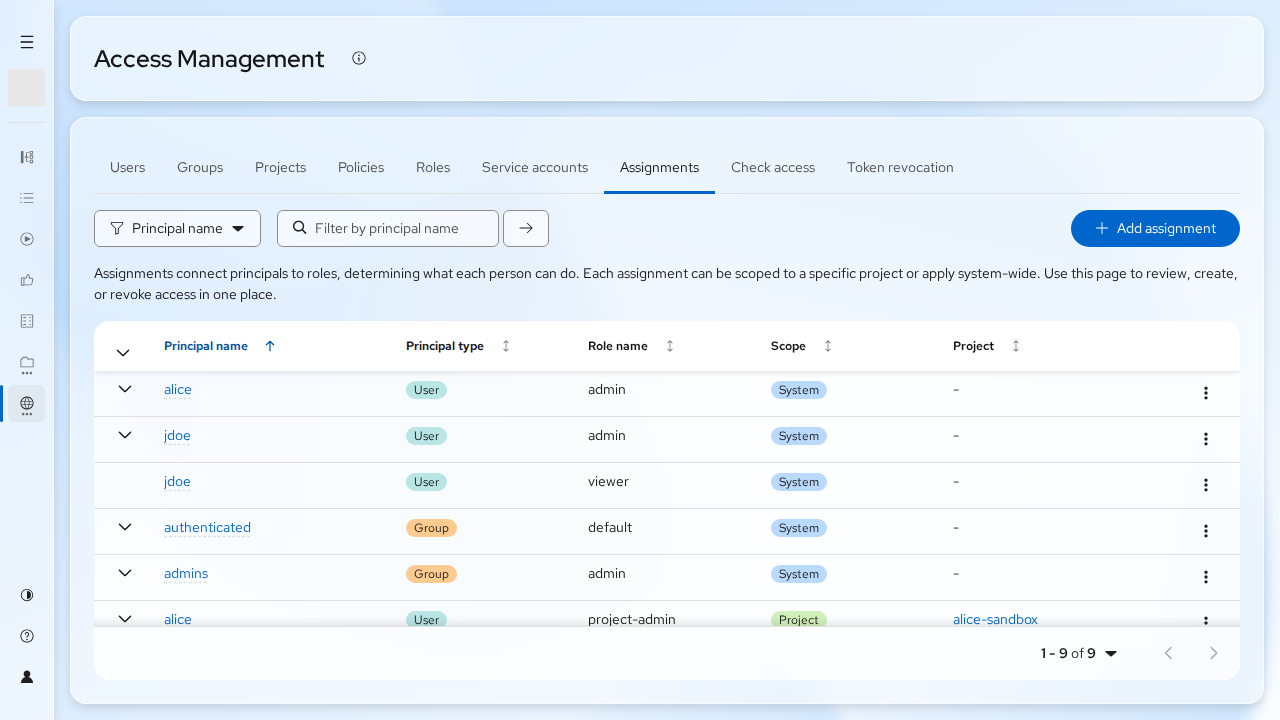 Access Management
Users Groups Projects Policies Roles Service accounts Assignments Check access Token revocation
Principal name Filter by principal name Add assignment
Assignments connect principals to roles, determining what each person can do. Each assignment can be scoped to a specific project or apply system-wide. Use this page to review, create,
or revoke access in one place.
Principal name Principal type Role name Scope Project
alice User admin System -
jdoe User admin System -
jdoe User viewer System -
authenticated Group default System -
admins Group admin System -
alice User project-admin Project alice-sandbox
1 - 9 of 9